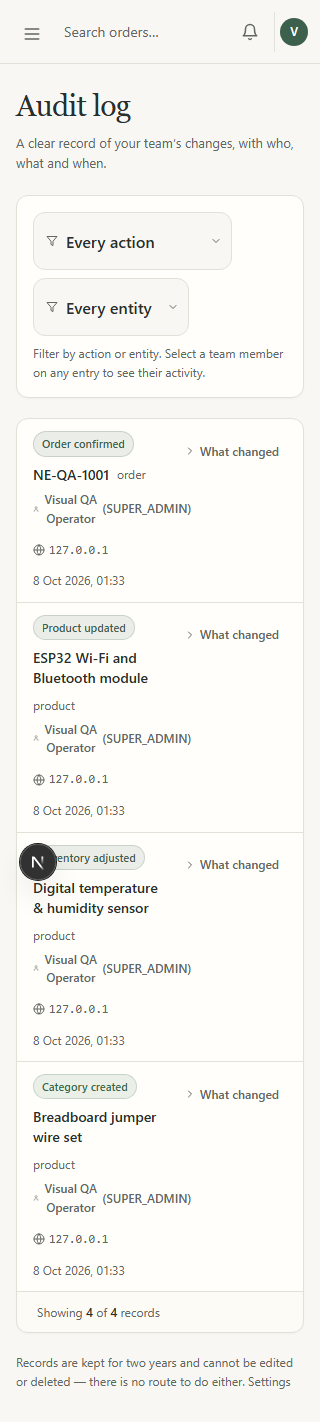 Search orders...
V
Audit log
A clear record of your team's changes, with who,
what and when.
Every action
Every entity
Filter by action or entity. Select a team member
on any entry to see their activity.
Order confirmed
What changed
NE-QA-1001 order
Visual QA
Operator
(SUPER_ADMIN)
127.0.0.1
8 Oct 2026, 01:33
Product updated
What changed
ESP32 Wi-Fi and
Bluetooth module
product
Visual QA
Operator
(SUPER_ADMIN)
127.0.0.1
8 Oct 2026, 01:33
N
entory adjusted
What changed
Digital temperature
& humidity sensor
product
Visual QA
Operator
(SUPER_ADMIN)
127.0.0.1
8 Oct 2026, 01:33
Category created
What changed
Breadboard jumper
wire set
product
Visual QA
Operator
(SUPER_ADMIN)
127.0.0.1
8 Oct 2026, 01:33
Showing 4 of 4 records
Records are kept for two years and cannot be edited
or deleted — there is no route to do either. Settings